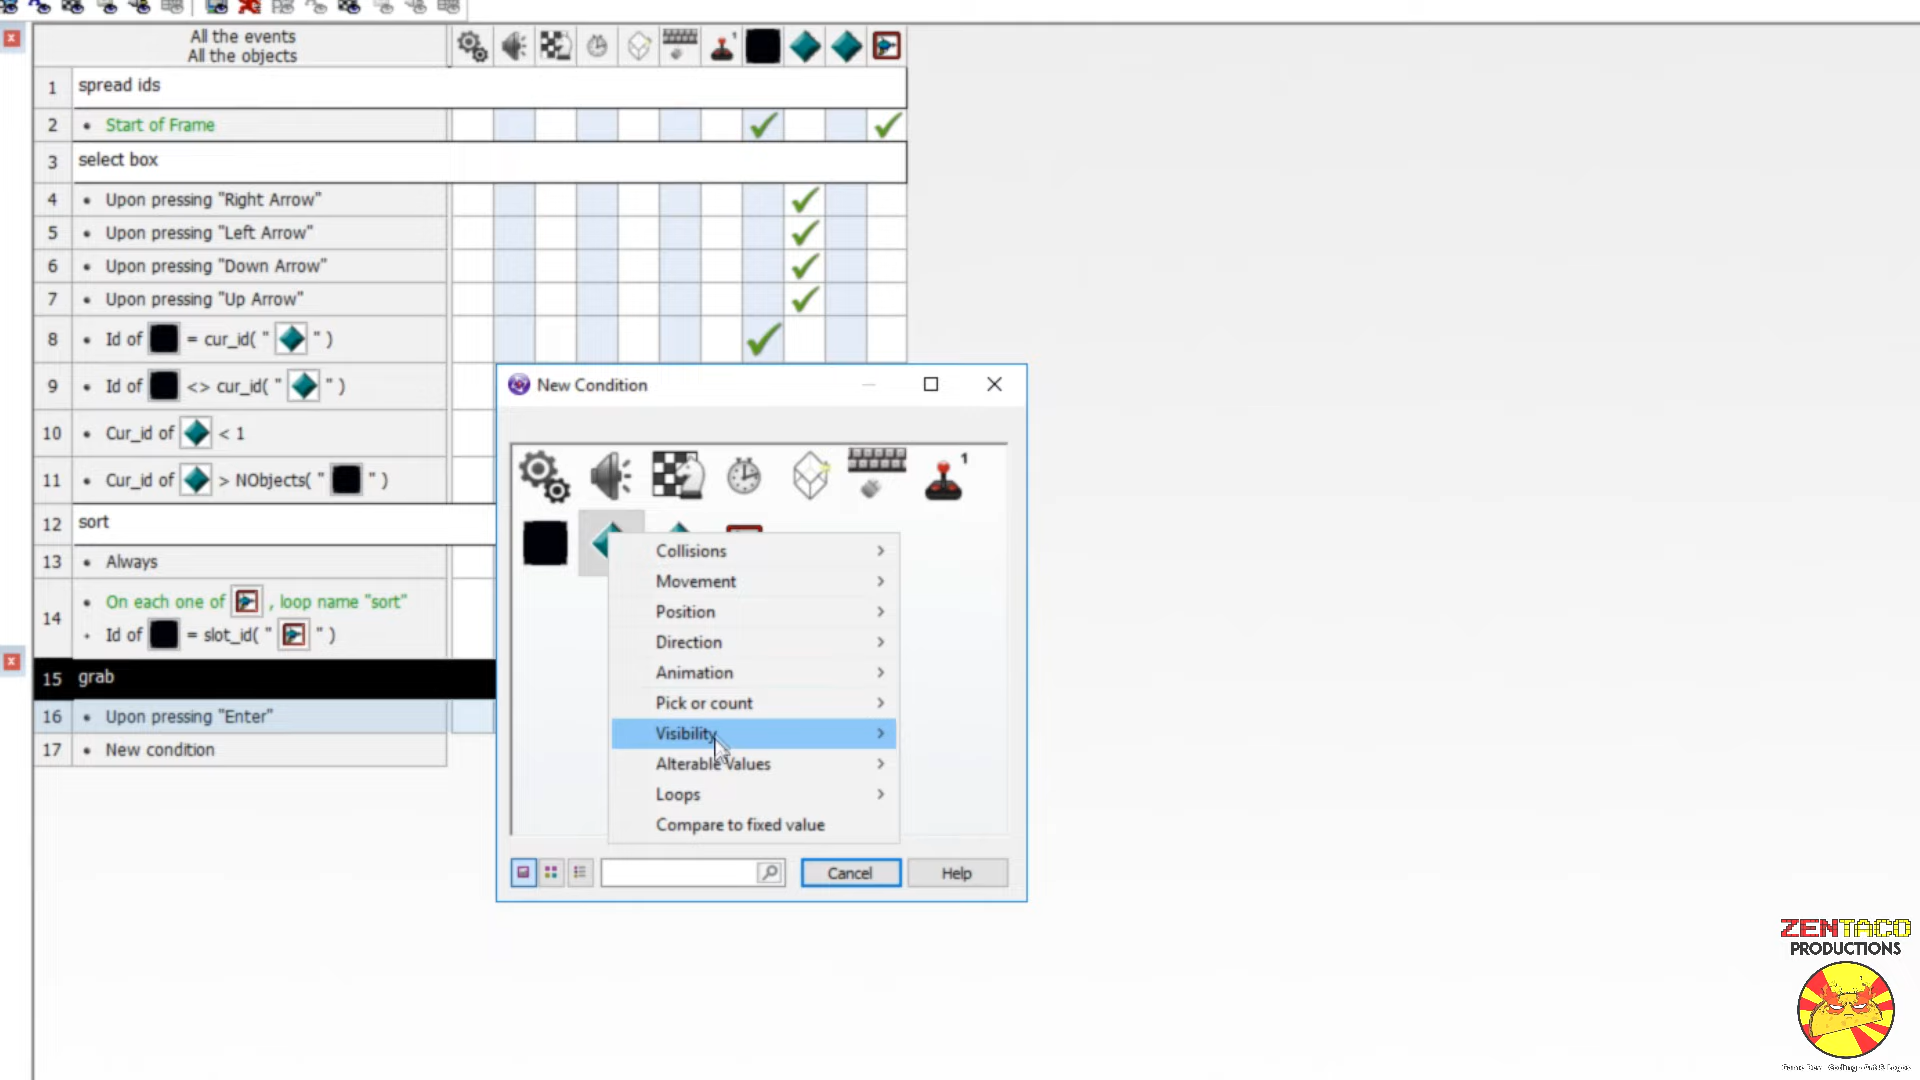 All the events
All the objects
1 spread ids
2 • Start of Frame
3 select box
4 • Upon pressing "Right Arrow"
5 • Upon pressing "Left Arrow"
6 • Upon pressing "Down Arrow"
7 • Upon pressing "Up Arrow"
8 • Id of = cur_id( " " )
9 • Id of <> cur_id( " " )
10 • Cur_id of < 1
11 • Cur_id of > NObjects( " " )
12 sort
13 • Always
14 • On each one of , loop name "sort"
• Id of = slot_id( " " )
15 grab
16 • Upon pressing "Enter"
17 • New condition
New Condition
1
Collisions
Movement
Position
Direction
Animation
Pick or count
Visibility
Alterable Values
Loops
Compare to fixed value
Cancel
Help
ZENTACO
PRODUCTIONS